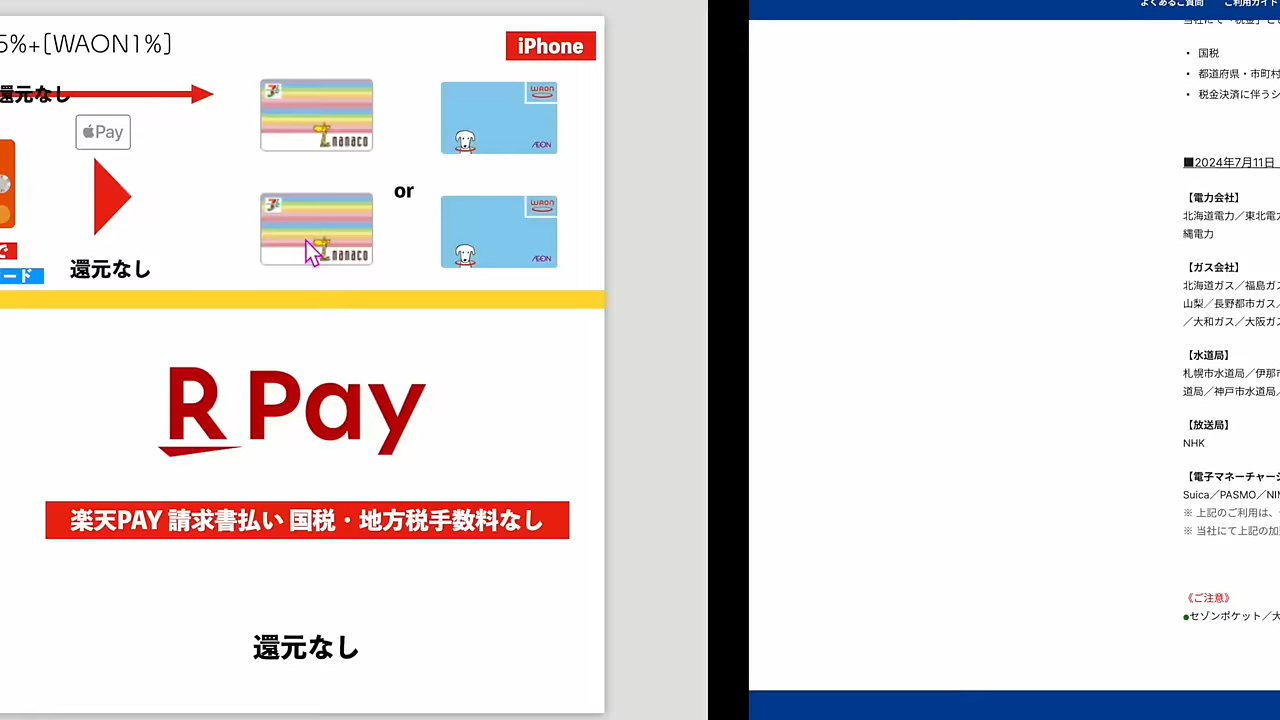 5%+[WAON1%]
iPhone
還元なし
Pay
nanaco
WAON
AEON
or
nanaco
WAON
AEON
で
ード
還元なし
R Pay
楽天PAY 請求書払い 国税・地方税手数料なし
還元なし
よくあるご質問
ご利用ガイド
・ 国税
・ 都道府県・市町村
・ 税金決済に伴うシ
■2024年7月11日
【電力会社】
北海道電力／東北電力
縄電力
【ガス会社】
北海道ガス／福島ガス
山梨／長野都市ガス／
／大和ガス／大阪ガス
【水道局】
札幌市水道局／伊那市
道局／神戸市水道局／
【放送局】
NHK
【電子マネーチャージ
Suica／PASMO／NIM
※ 上記のご利用は、
※ 当社にて上記の加
《ご注意》
●セゾンポケット／大